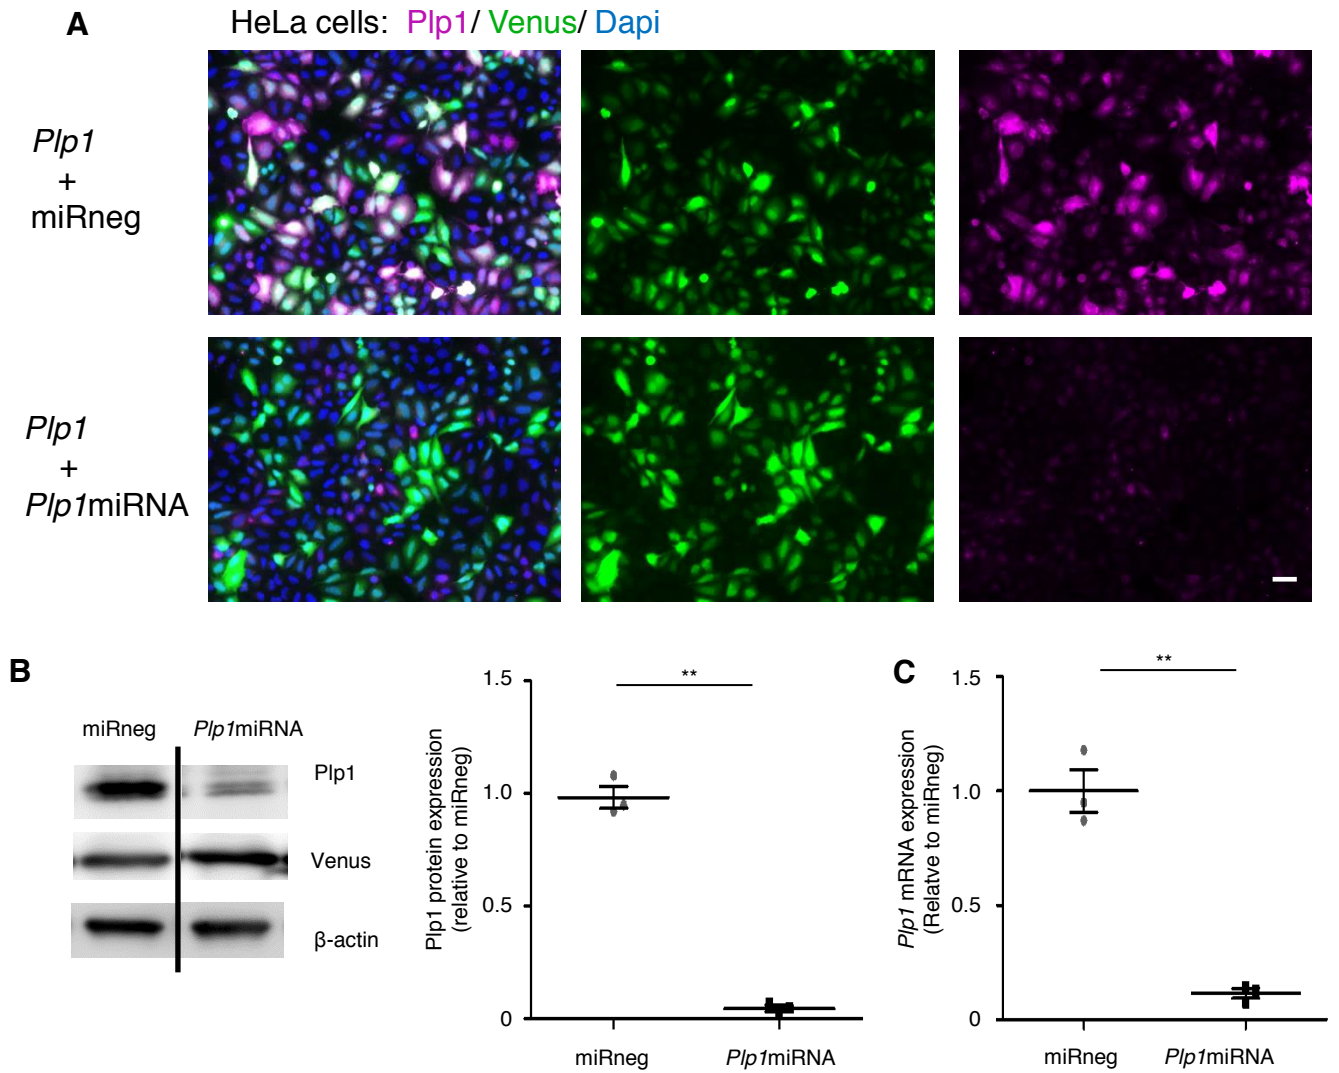 A
HeLa cells: Plp1/ Venus/ Dapi
Plp1
+
miRneg
Plp1
+
Plp1miRNA
B
miRneg
Plp1miRNA
Plp1
Venus
β-actin
Plp1 protein expression
(relative to miRneg)
1.5
1.0
0.5
0
**
miRneg
Plp1miRNA
C
Plp1 mRNA expression
(Relatve to miRneg)
1.5
1.0
0.5
0
**
miRneg
Plp1miRNA